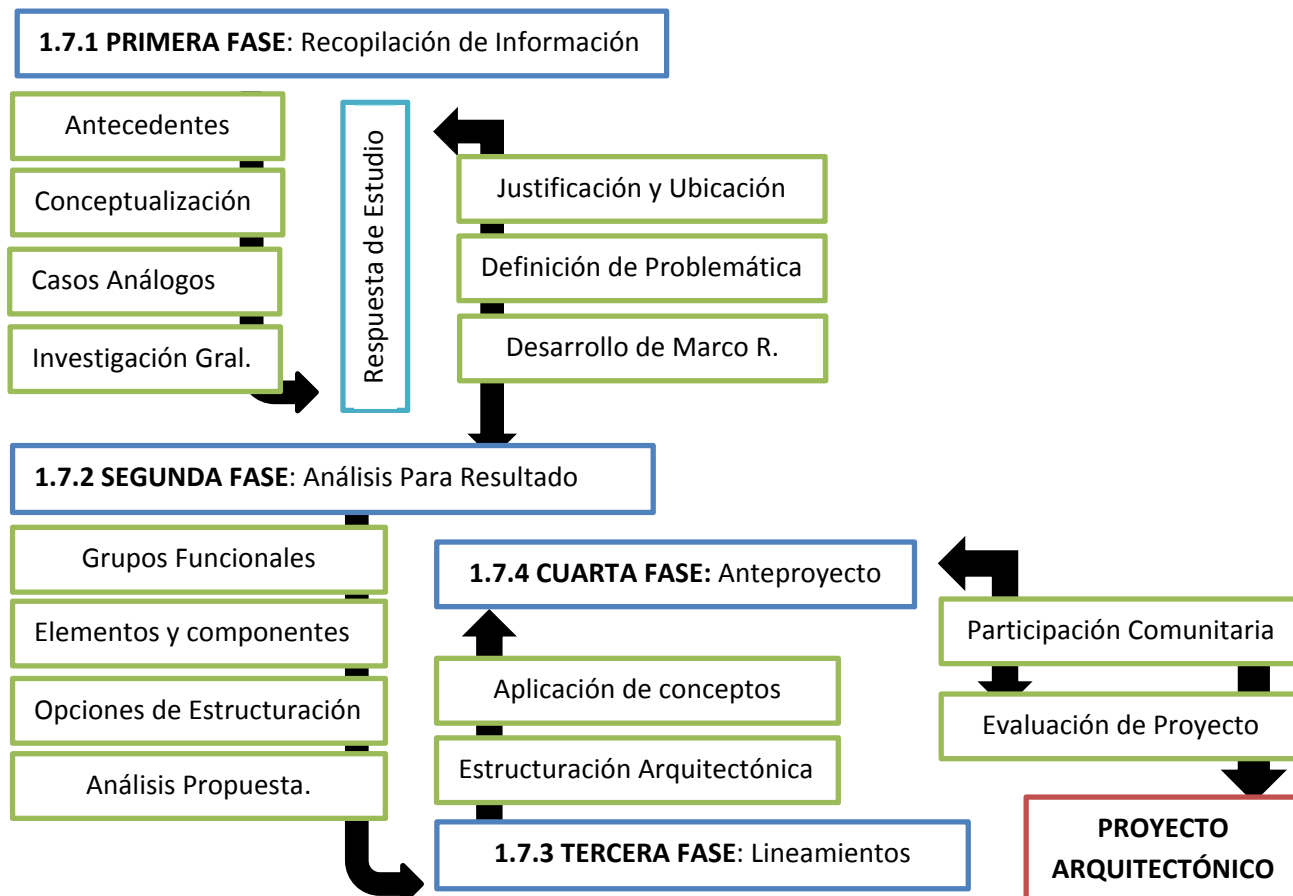 1.7.1 PRIMERA FASE: Recopilación de Información
Antecedentes
Conceptualización
Casos Análogos
Investigación Gral.
Respuesta de Estudio
Justificación y Ubicación
Definición de Problemática
Desarrollo de Marco R.
1.7.2 SEGUNDA FASE: Análisis Para Resultado
Grupos Funcionales
Elementos y componentes
Opciones de Estructuración
Análisis Propuesta.
1.7.4 CUARTA FASE: Anteproyecto
Aplicación de conceptos
Estructuración Arquitectónica
1.7.3 TERCERA FASE: Lineamientos
Participación Comunitaria
Evaluación de Proyecto
PROYECTO
ARQUITECTÓNICO